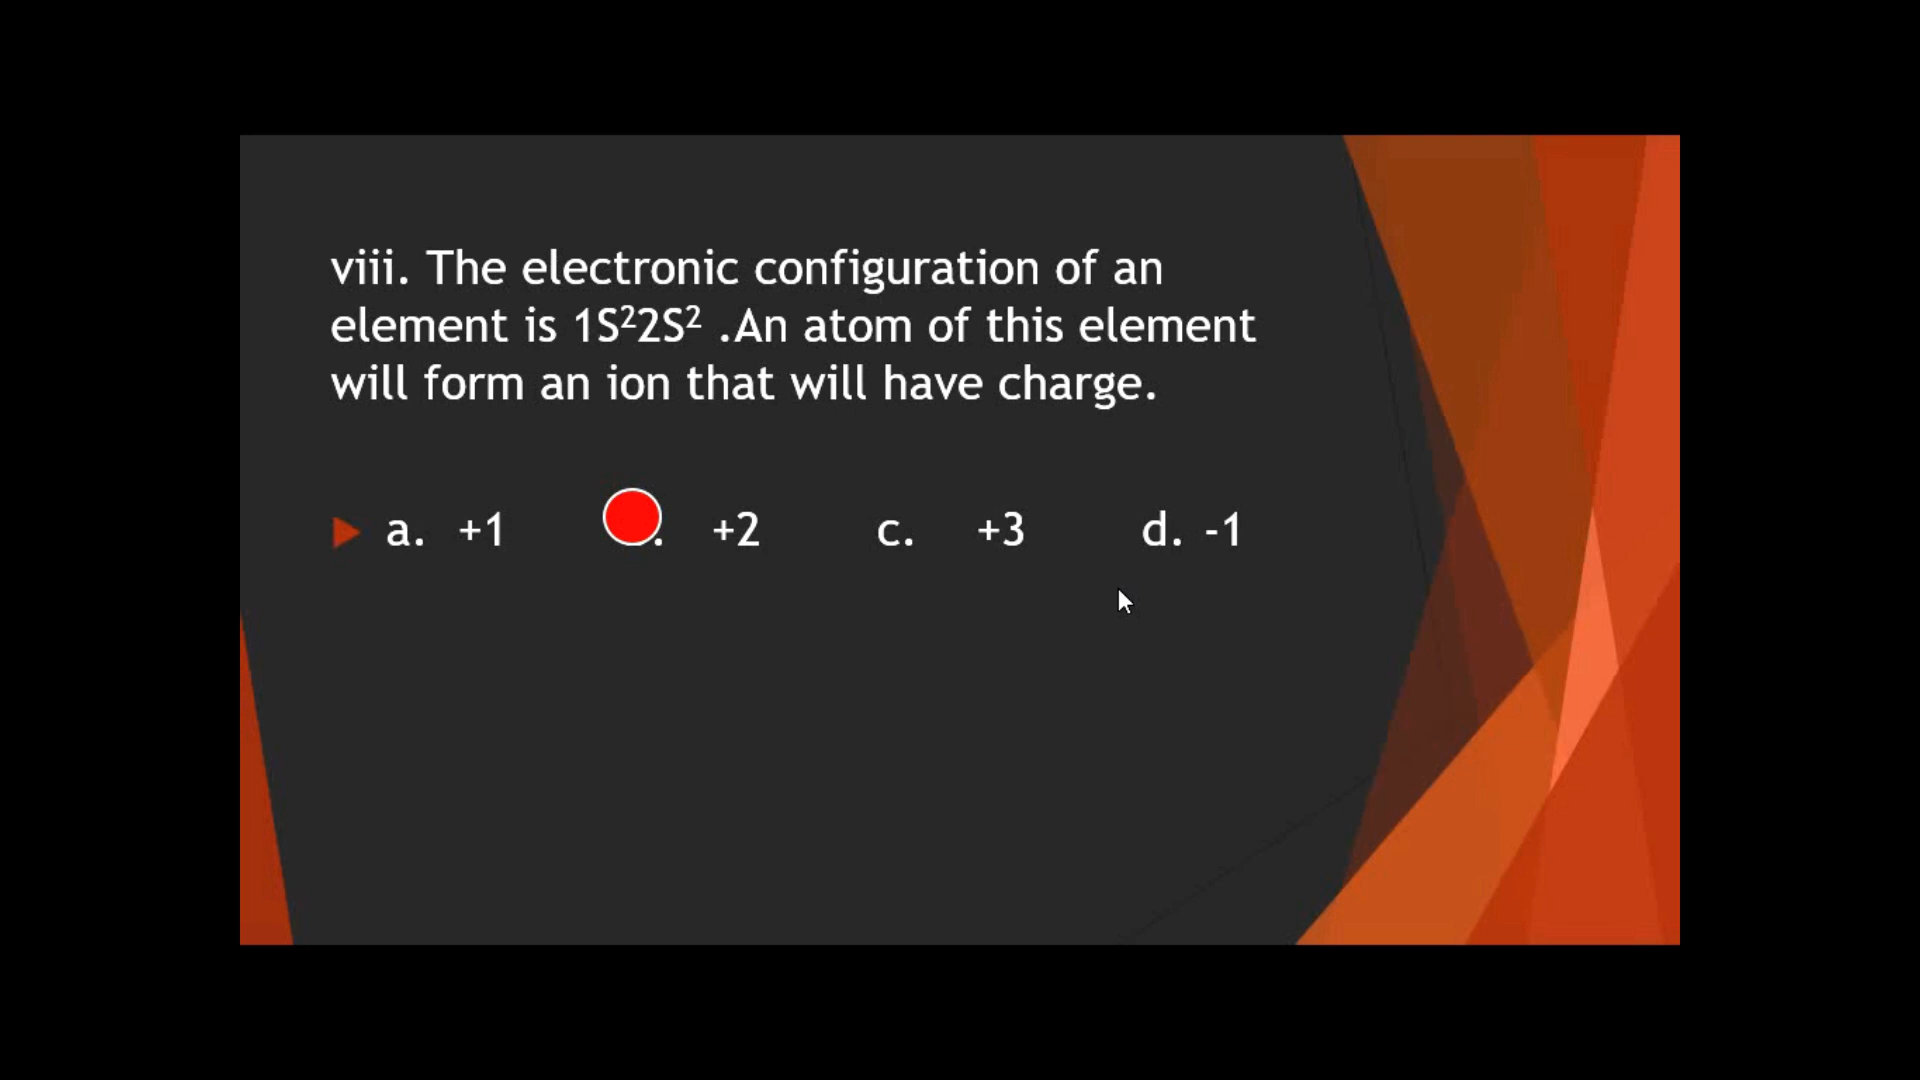 viii. The electronic configuration of an
element is 1S²2S² .An atom of this element
will form an ion that will have charge.
a. +1 . +2 c. +3 d. -1